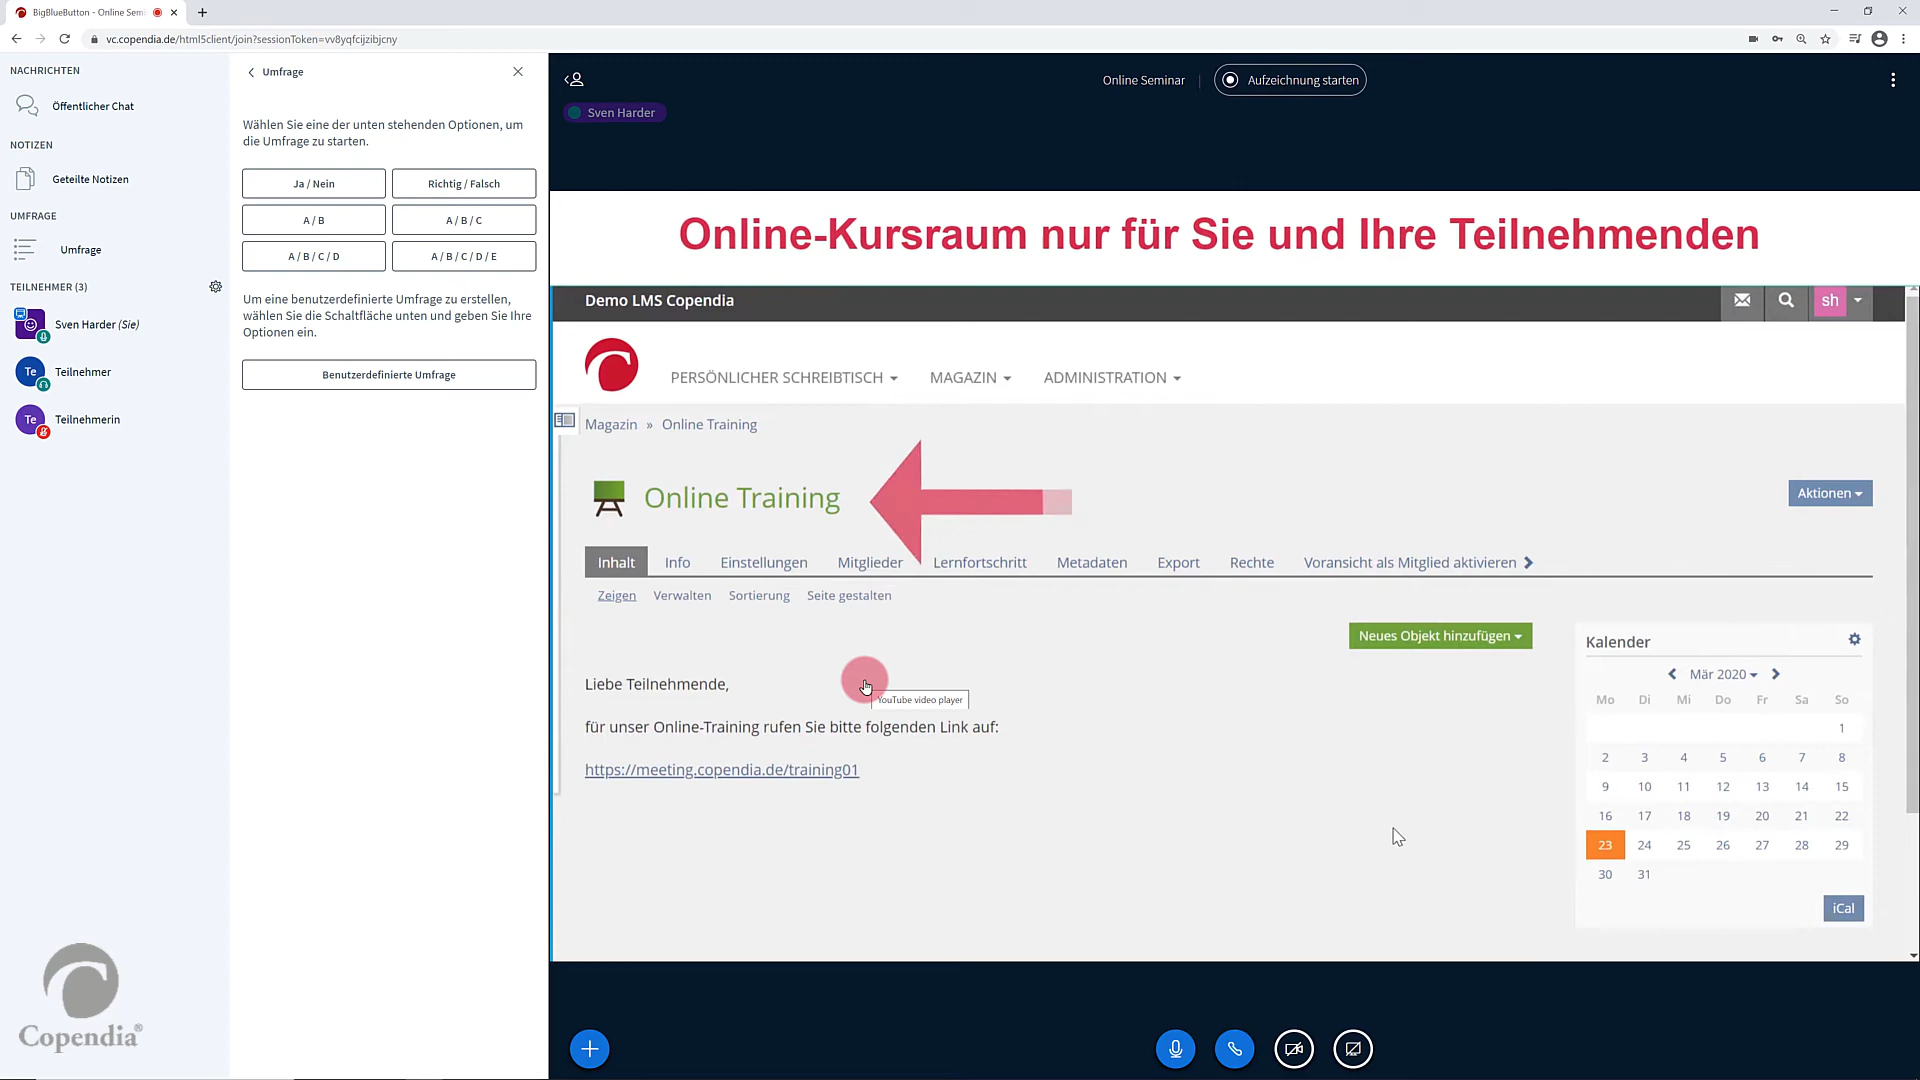 BigBlueButton - Online Semi
vc.copendia.de/html5client/join?sessionToken=vv8yqfcijzibjcny
NACHRICHTEN
Öffentlicher Chat
NOTIZEN
Geteilte Notizen
UMFRAGE
Umfrage
TEILNEHMER (3)
Sven Harder (Sie)
Te Teilnehmer
Te Teilnehmerin
Copendia®
Umfrage
Wählen Sie eine der unten stehenden Optionen, um
die Umfrage zu starten.
Ja / Nein
Richtig / Falsch
A / B
A / B / C
A / B / C / D
A / B / C / D / E
Um eine benutzerdefinierte Umfrage zu erstellen,
wählen Sie die Schaltfläche unten und geben Sie Ihre
Optionen ein.
Benutzerdefinierte Umfrage
Online Seminar
Aufzeichnung starten
Sven Harder
Online-Kursraum nur für Sie und Ihre Teilnehmenden
Demo LMS Copendia
sh
PERSÖNLICHER SCHREIBTISCH
MAGAZIN
ADMINISTRATION
Magazin » Online Training
Online Training
Aktionen
Inhalt
Info
Einstellungen
Mitglieder
Lernfortschritt
Metadaten
Export
Rechte
Voransicht als Mitglied aktivieren
Zeigen
Verwalten
Sortierung
Seite gestalten
Neues Objekt hinzufügen
Liebe Teilnehmende,
YouTube video player
für unser Online-Training rufen Sie bitte folgenden Link auf:
https://meeting.copendia.de/training01
Kalender
Mär 2020
Mo Di Mi Do Fr Sa So
1
2 3 4 5 6 7 8
9 10 11 12 13 14 15
16 17 18 19 20 21 22
23 24 25 26 27 28 29
30 31
iCal